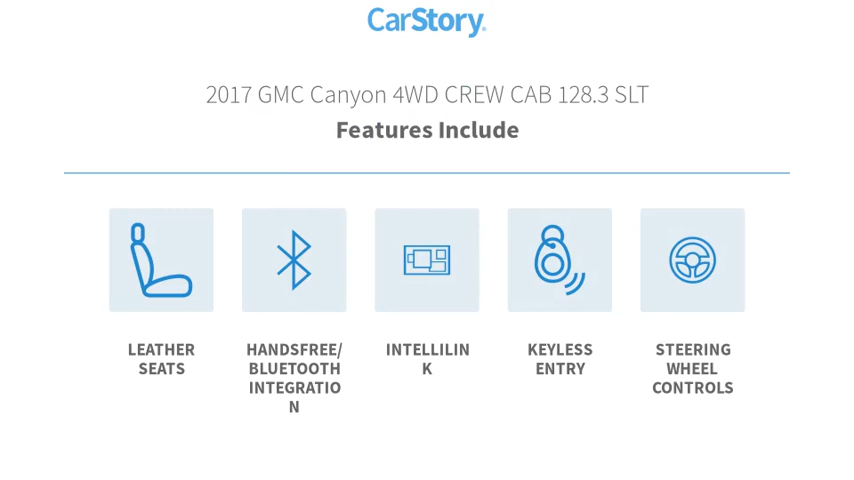 CarStory
2017 GMC Canyon 4WD CREW CAB 128.3 SLT
Features Include
LEATHER
SEATS
HANDSFREE/
BLUETOOTH
INTEGRATIO
N
INTELLILIN
K
KEYLESS
ENTRY
STEERING
WHEEL
CONTROLS